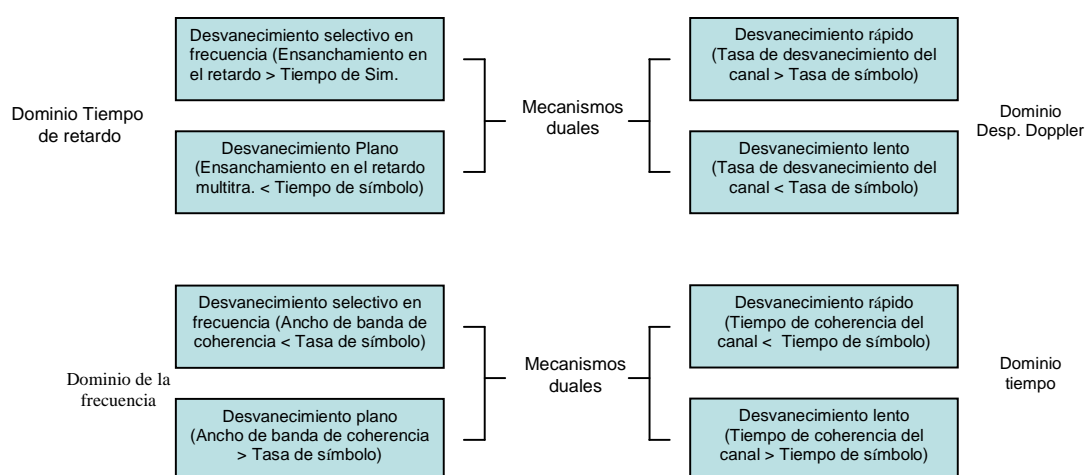 Desvanecimiento selectivo en
frecuencia (Ensanchamiento en
el retardo > Tiempo de Sim.
Desvanecimiento rápido
(Tasa de desvanecimiento del
canal > Tasa de símbolo)
Dominio Tiempo
de retardo
Mecanismos
duales
Dominio
Desp. Doppler
Desvanecimiento Plano
(Ensanchamiento en el retardo
multitra. < Tiempo de símbolo)
Desvanecimiento lento
(Tasa de desvanecimiento del
canal < Tasa de símbolo)
Desvanecimiento selectivo en
frecuencia (Ancho de banda de
coherencia < Tasa de símbolo)
Desvanecimiento rápido
(Tiempo de coherencia del
canal < Tiempo de símbolo)
Dominio de la
frecuencia
Mecanismos
duales
Dominio
tiempo
Desvanecimiento plano
(Ancho de banda de coherencia
> Tasa de símbolo)
Desvanecimiento lento
(Tiempo de coherencia del
canal > Tiempo de símbolo)